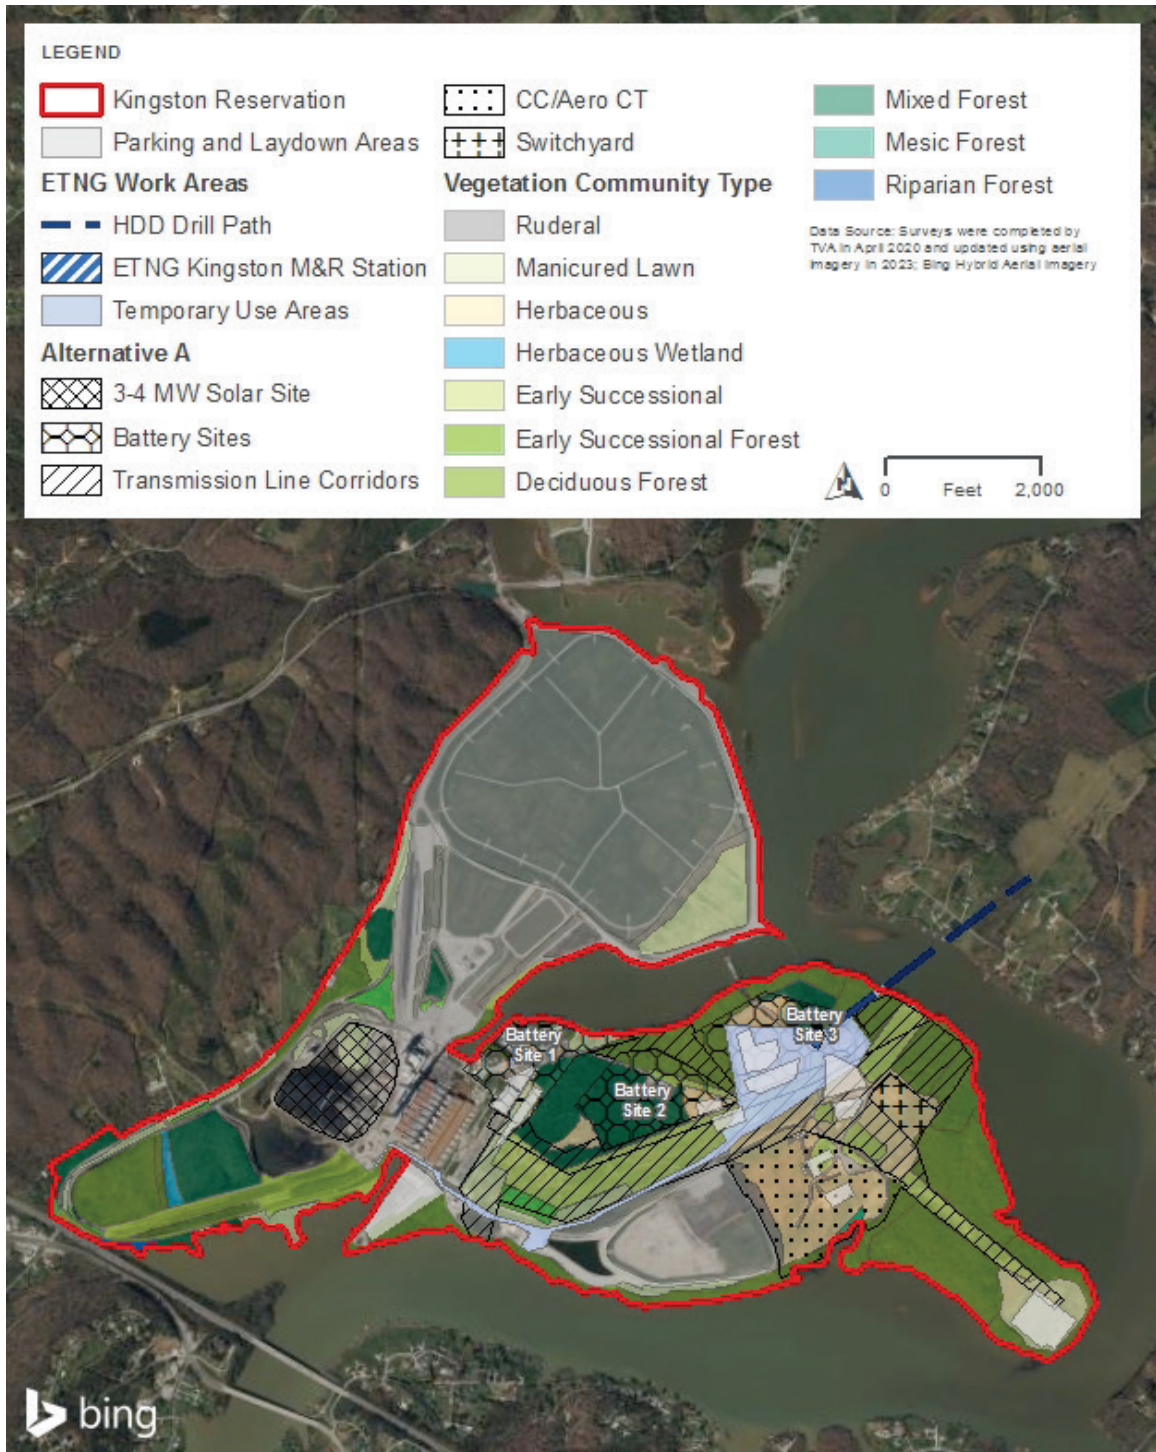 LEGEND
Kingston Reservation
Parking and Laydown Areas
ETNG Work Areas
HDD Drill Path
ETNG Kingston M&R Station
Temporary Use Areas
Alternative A
3-4 MW Solar Site
Battery Sites
Transmission Line Corridors
CC/Aero CT
Switchyard
Vegetation Community Type
Ruderal
Manicured Lawn
Herbaceous
Herbaceous Wetland
Early Successional
Early Successional Forest
Deciduous Forest
Mixed Forest
Mesic Forest
Riparian Forest
Data Source: Surveys were completed by
TVA in April 2020 and updated using aerial
imagery in 2023; Bing Hybrid Aerial Imagery
N
0 Feet 2,000
Battery
Site 1
Battery
Site 2
Battery
Site 3
bing